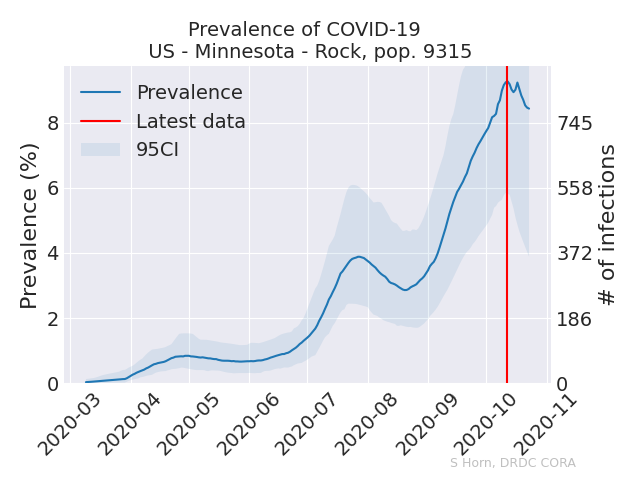 Prevalence of COVID-19
US - Minnesota - Rock, pop. 9315
Prevalence
Latest data
95CI
Prevalence (%)
8
6
4
2
0
745
558
372
186
0
# of infections
2020-03
2020-04
2020-05
2020-06
2020-07
2020-08
2020-09
2020-10
2020-11
S Horn, DRDC CORA